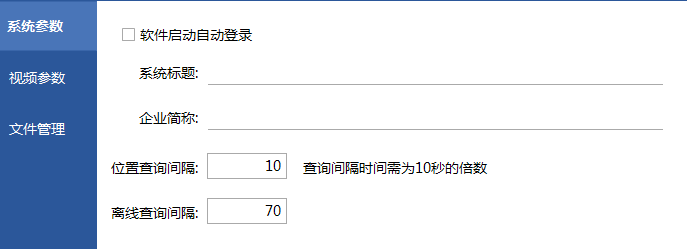 系统参数
视频参数
文件管理
软件启动自动登录
系统标题:
企业简称:
位置查询间隔: 10 查询间隔时间需为10秒的倍数
离线查询间隔: 70